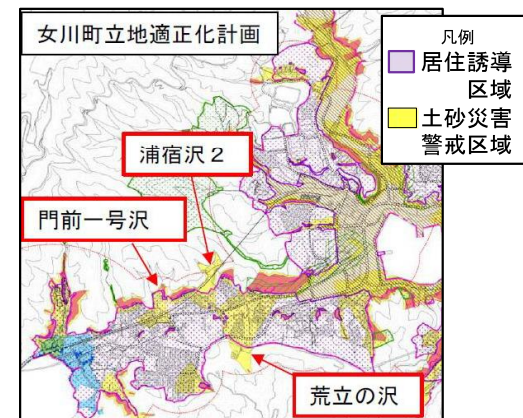 女川町立地適正化計画
凡例
居住誘導
区域
土砂災害
警戒区域
浦宿沢２
門前一号沢
荒立の沢